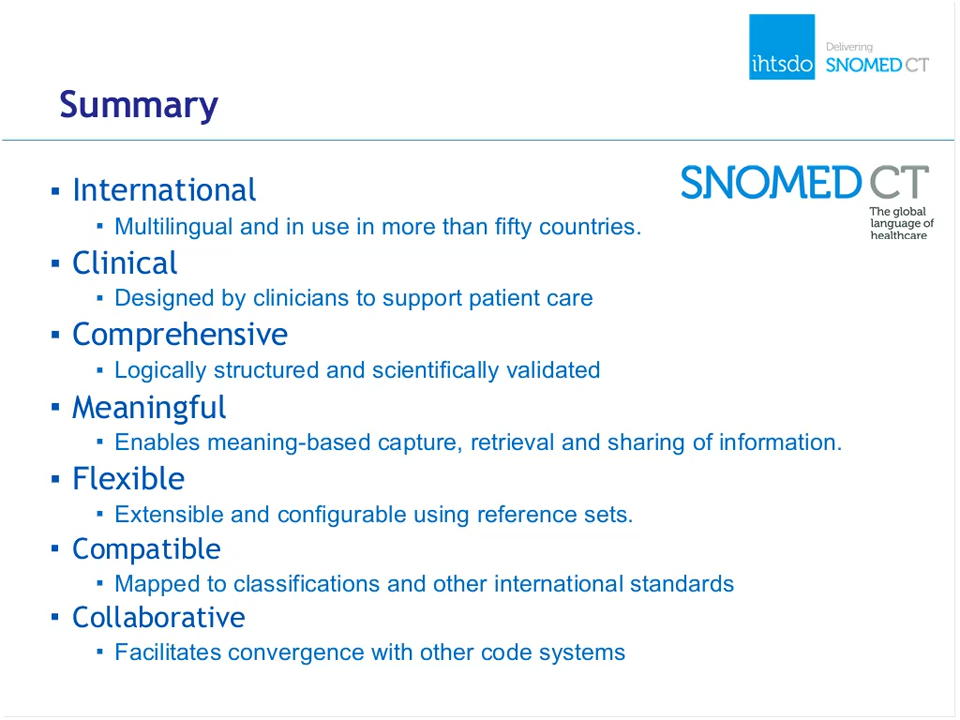 ihtsdo
Delivering
SNOMED CT
Summary
SNOMED CT
The global
language of
healthcare
▪ International
▪ Multilingual and in use in more than fifty countries.
▪ Clinical
▪ Designed by clinicians to support patient care
▪ Comprehensive
▪ Logically structured and scientifically validated
▪ Meaningful
▪ Enables meaning-based capture, retrieval and sharing of information.
▪ Flexible
▪ Extensible and configurable using reference sets.
▪ Compatible
▪ Mapped to classifications and other international standards
▪ Collaborative
▪ Facilitates convergence with other code systems